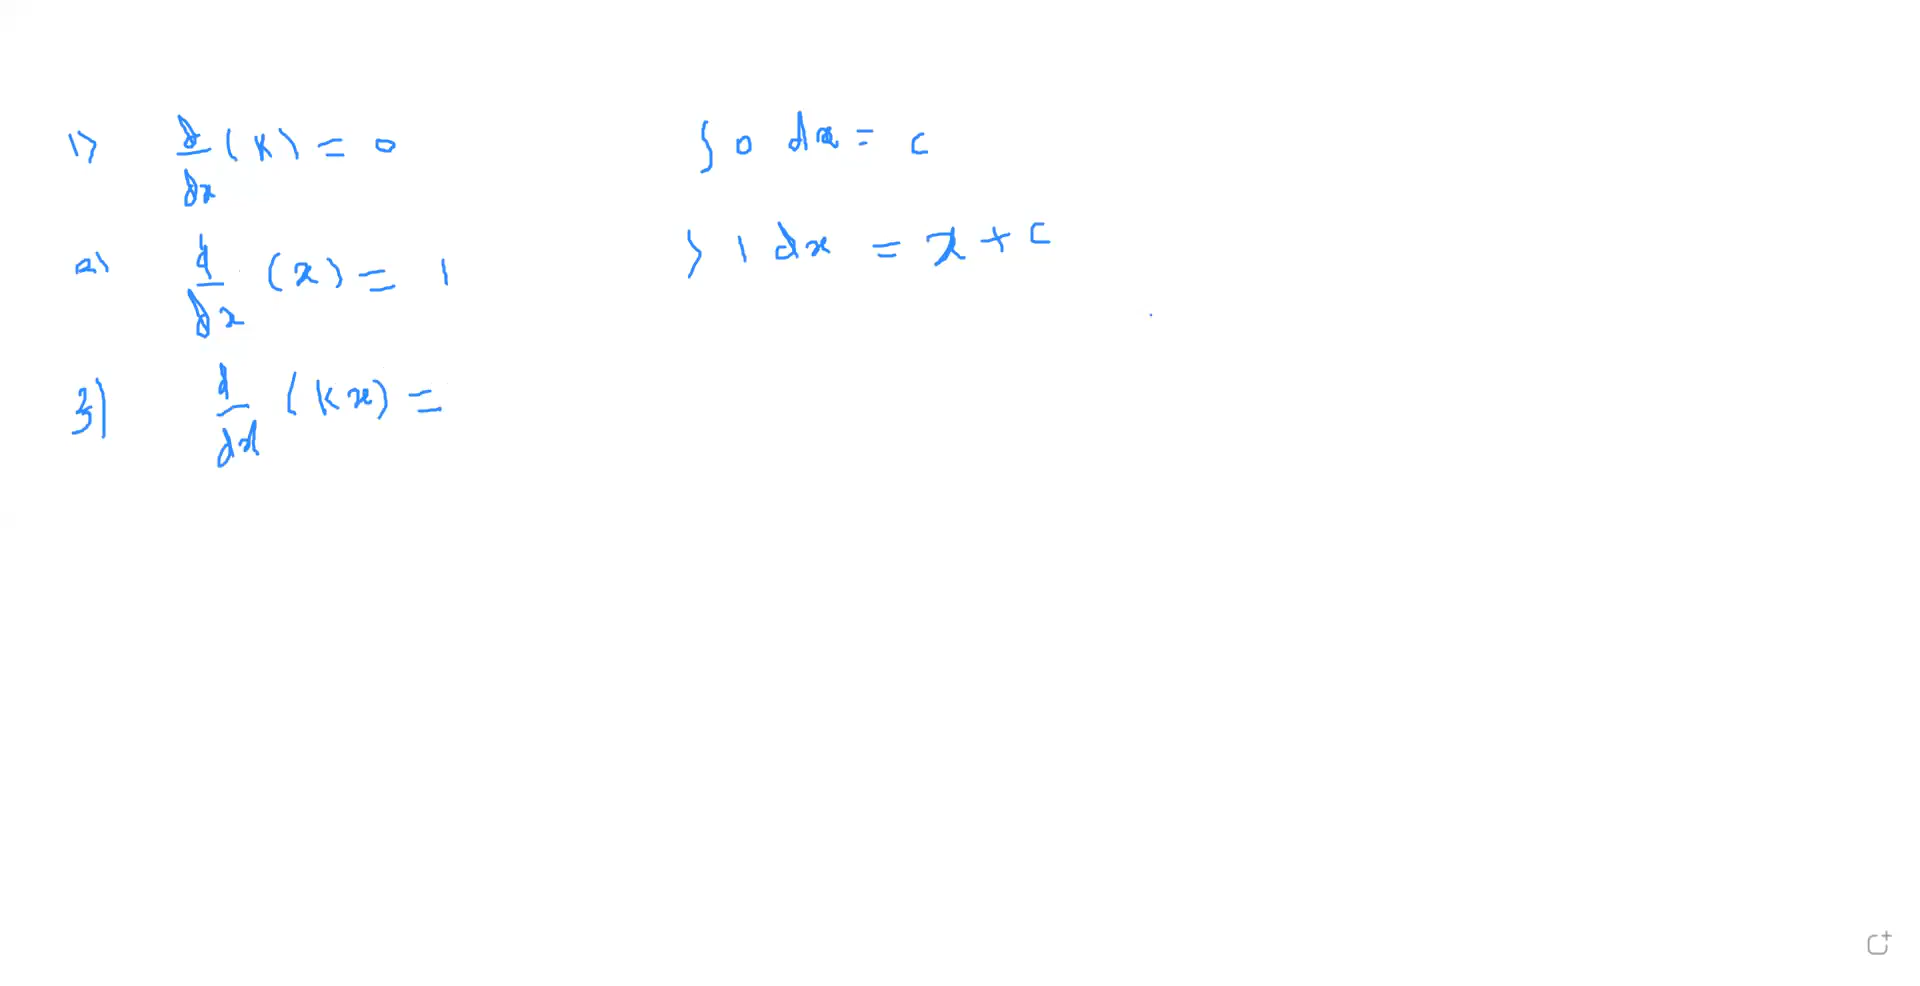 1) d/dx (K) = 0 ∫ 0 dx = c
2) d/dx (x) = 1 ∫ 1 dx = x + c
3) d/dx (Kx) =